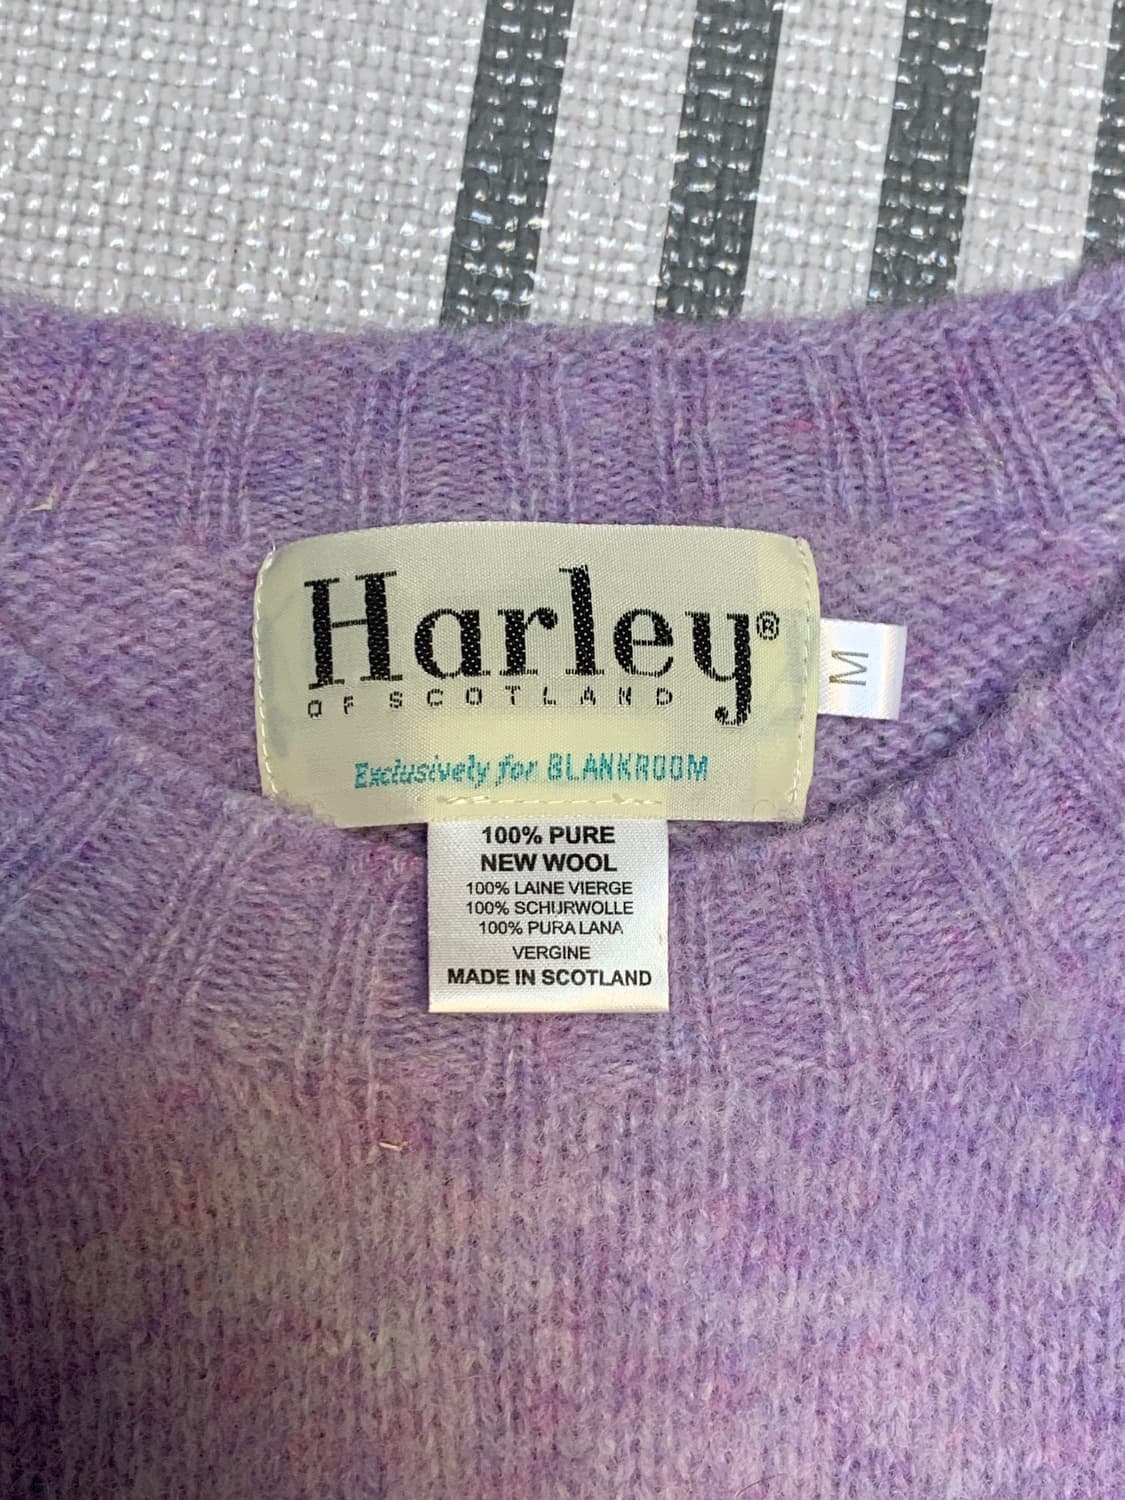 Harley®
OF SCOTLAND
M
Exclusively for BLANKROOM
100% PURE
NEW WOOL
100% LAINE VIERGE
100% SCHURWOLLE
100% PURA LANA
VERGINE
MADE IN SCOTLAND